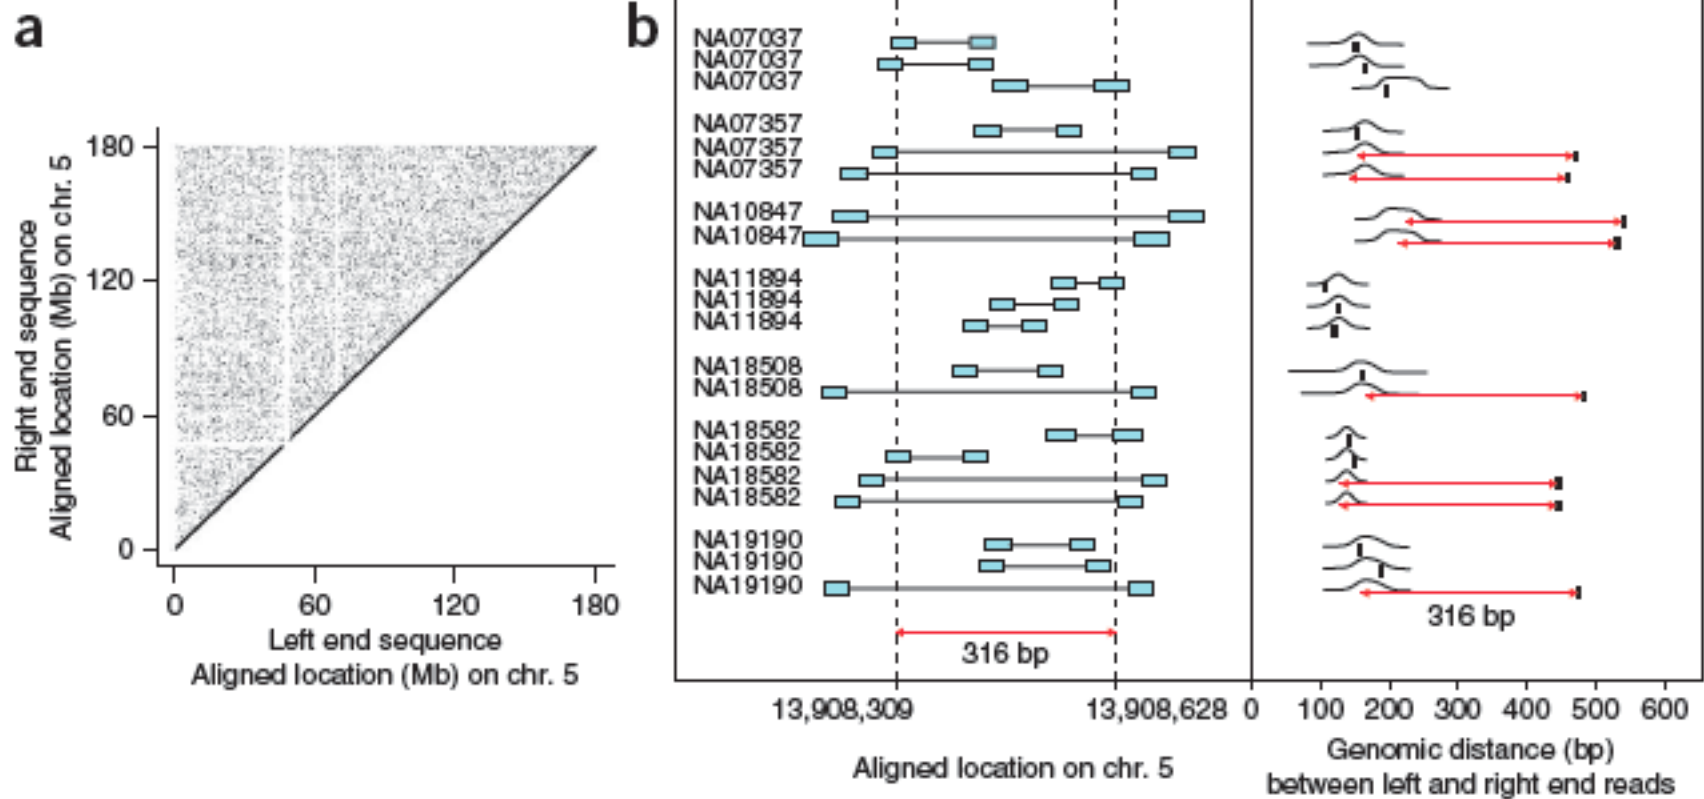 a
Right end sequence
Aligned location (Mb) on chr. 5
180
120
60
0
0 60 120 180
Left end sequence
Aligned location (Mb) on chr. 5
b
NA07037
NA07037
NA07037
NA07357
NA07357
NA07357
NA10847
NA10847
NA11894
NA11894
NA11894
NA18508
NA18508
NA18582
NA18582
NA18582
NA18582
NA19190
NA19190
NA19190
316 bp
13,908,309 13,908,628
Aligned location on chr. 5
316 bp
0 100 200 300 400 500 600
Genomic distance (bp)
between left and right end reads